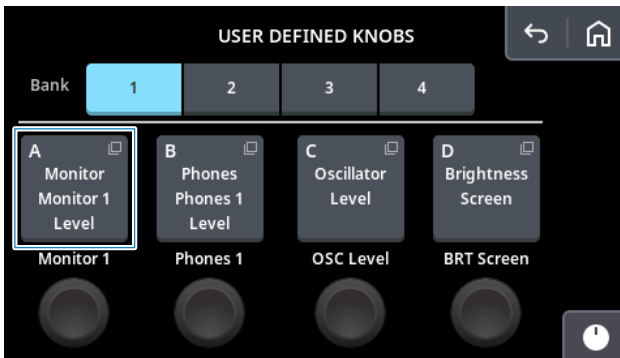 USER DEFINED KNOBS
Bank 1 2 3 4
A B C D
Monitor Phones Oscillator Brightness
Monitor 1 Phones 1 Level Screen
Level Level
Monitor 1 Phones 1 OSC Level BRT Screen